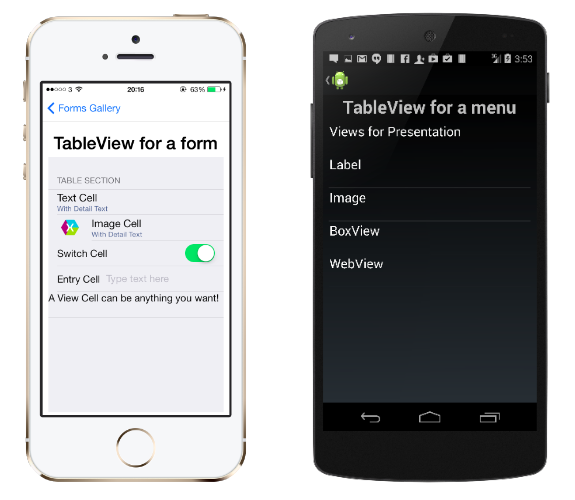 ●●○○○ 3 20:16 63%
Forms Gallery
TableView for a form
TABLE SECTION
Text Cell
With Detail Text
Image Cell
With Detail Text
Switch Cell
Entry Cell Type text here
A View Cell can be anything you want!
3:53
TableView for a menu
Views for Presentation
Label
Image
BoxView
WebView